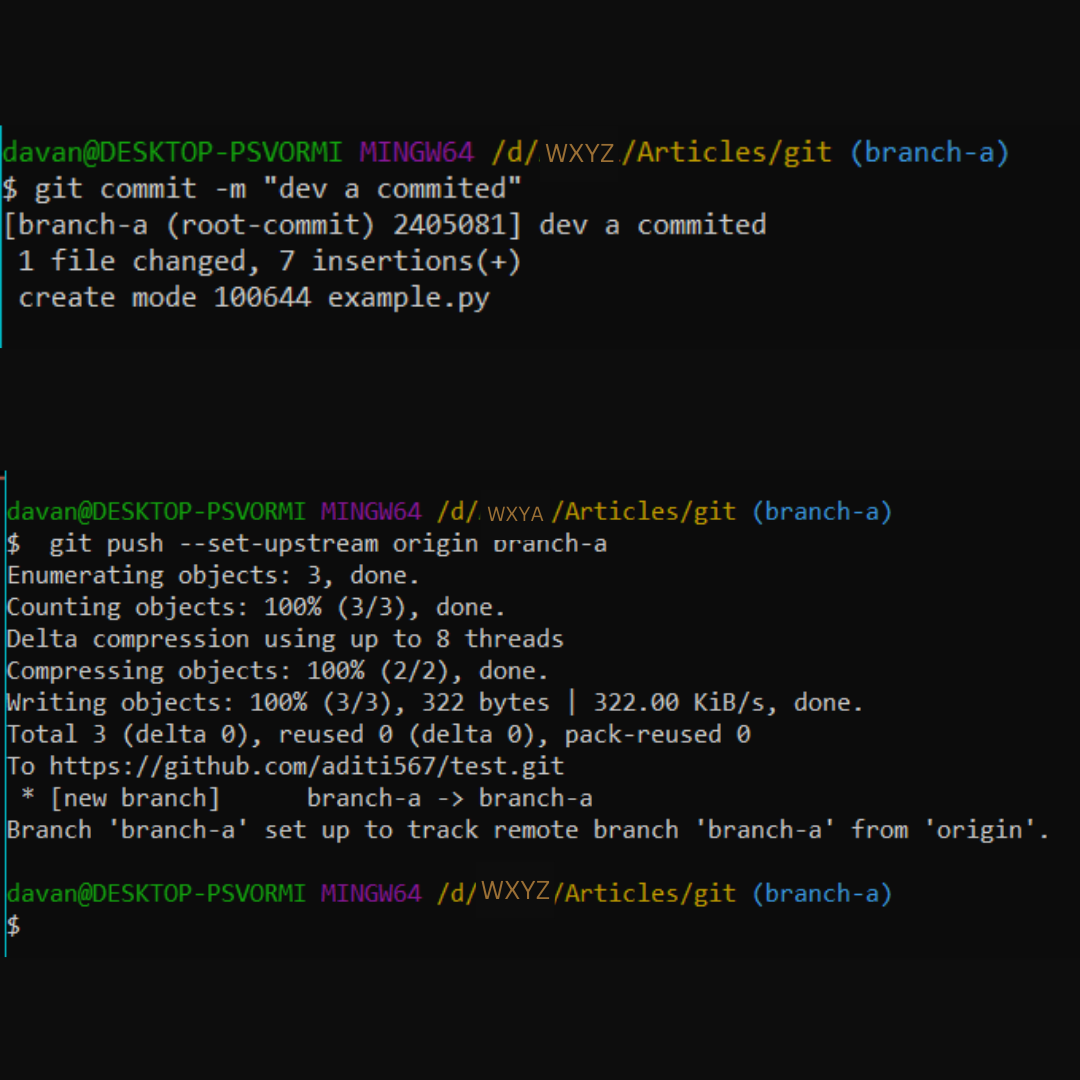 davan@DESKTOP-PSVORMI MINGW64 /d/ WXYZ /Articles/git (branch-a)
$ git commit -m "dev a commited"
[branch-a (root-commit) 2405081] dev a commited
 1 file changed, 7 insertions(+)
 create mode 100644 example.py
davan@DESKTOP-PSVORMI MINGW64 /d/ WXYA /Articles/git (branch-a)
$  git push --set-upstream origin branch-a
Enumerating objects: 3, done.
Counting objects: 100% (3/3), done.
Delta compression using up to 8 threads
Compressing objects: 100% (2/2), done.
Writing objects: 100% (3/3), 322 bytes | 322.00 KiB/s, done.
Total 3 (delta 0), reused 0 (delta 0), pack-reused 0
To https://github.com/aditi567/test.git
 * [new branch]      branch-a -> branch-a
Branch 'branch-a' set up to track remote branch 'branch-a' from 'origin'.
davan@DESKTOP-PSVORMI MINGW64 /d/WXYZ/Articles/git (branch-a)
$